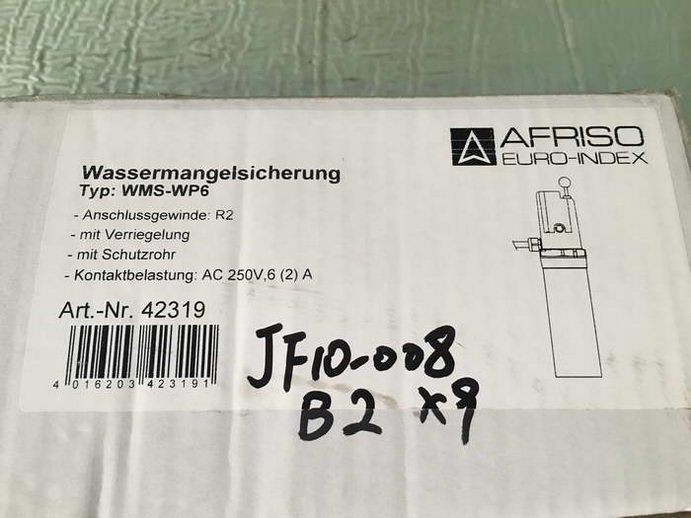 AFRISO
EURO-INDEX
Wassermangelsicherung
Typ: WMS-WP6
- Anschlussgewinde: R2
- mit Verriegelung
- mit Schutzrohr
- Kontaktbelastung: AC 250V,6 (2) A
Art.-Nr. 42319
4 016203 423191
JF10-008
B2 x9